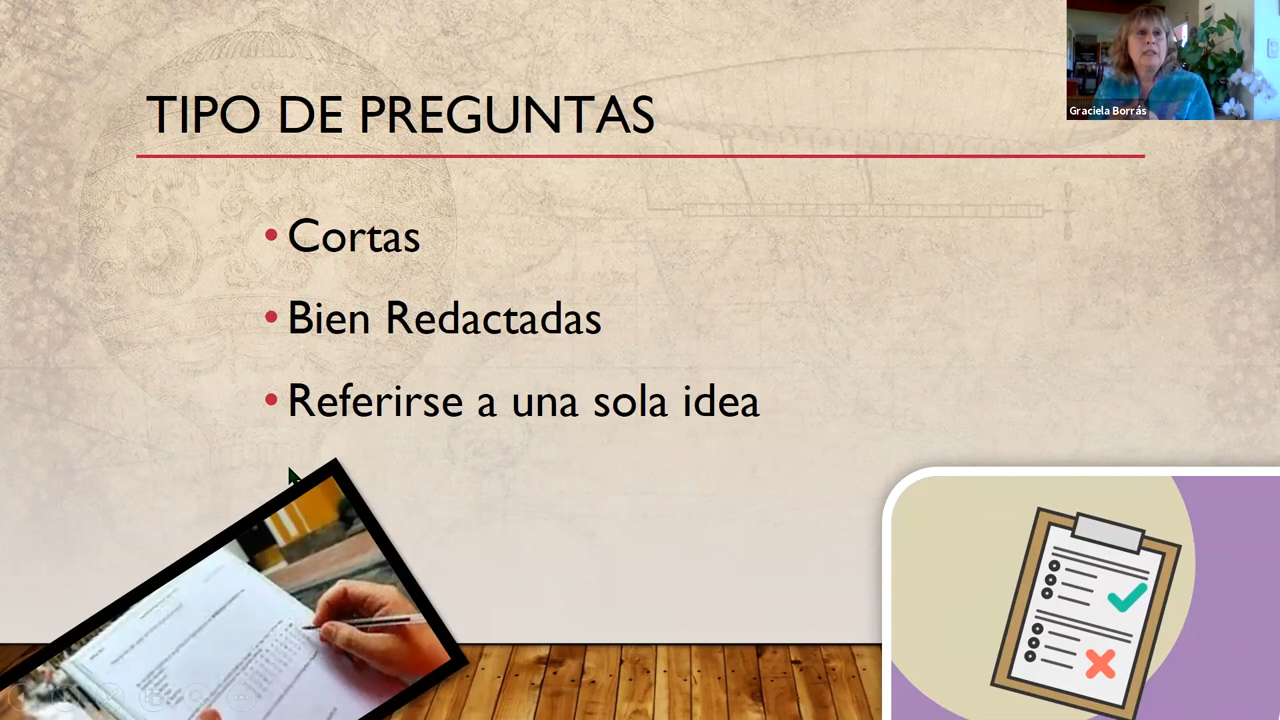 TIPO DE PREGUNTAS
Graciela Borrás
• Cortas
• Bien Redactadas
• Referirse a una sola idea